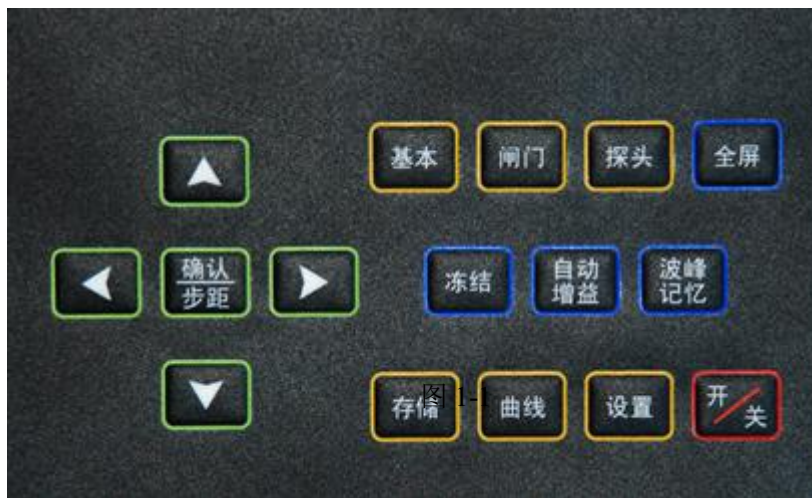 基本
闸门
探头
全屏
确认
步距
冻结
自动
增益
波峰
记忆
存储
图 1-1
曲线
设置
开/关